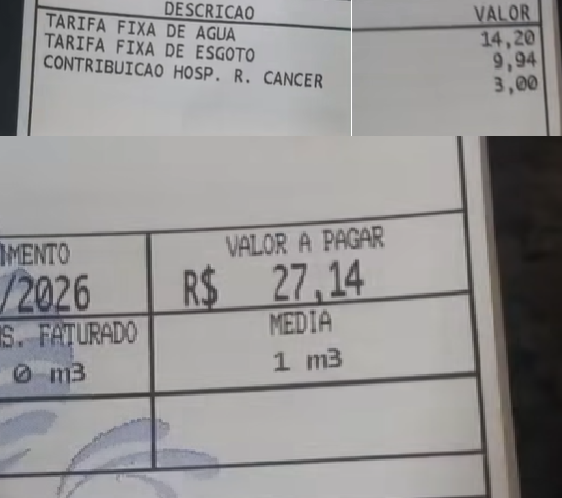 DESCRICAO VALOR
TARIFA FIXA DE AGUA 14,20
TARIFA FIXA DE ESGOTO 9,94
CONTRIBUICAO HOSP. R. CANCER 3,00
IMENTO VALOR A PAGAR
/2026 R$ 27,14
S. FATURADO MEDIA
0 m3 1 m3